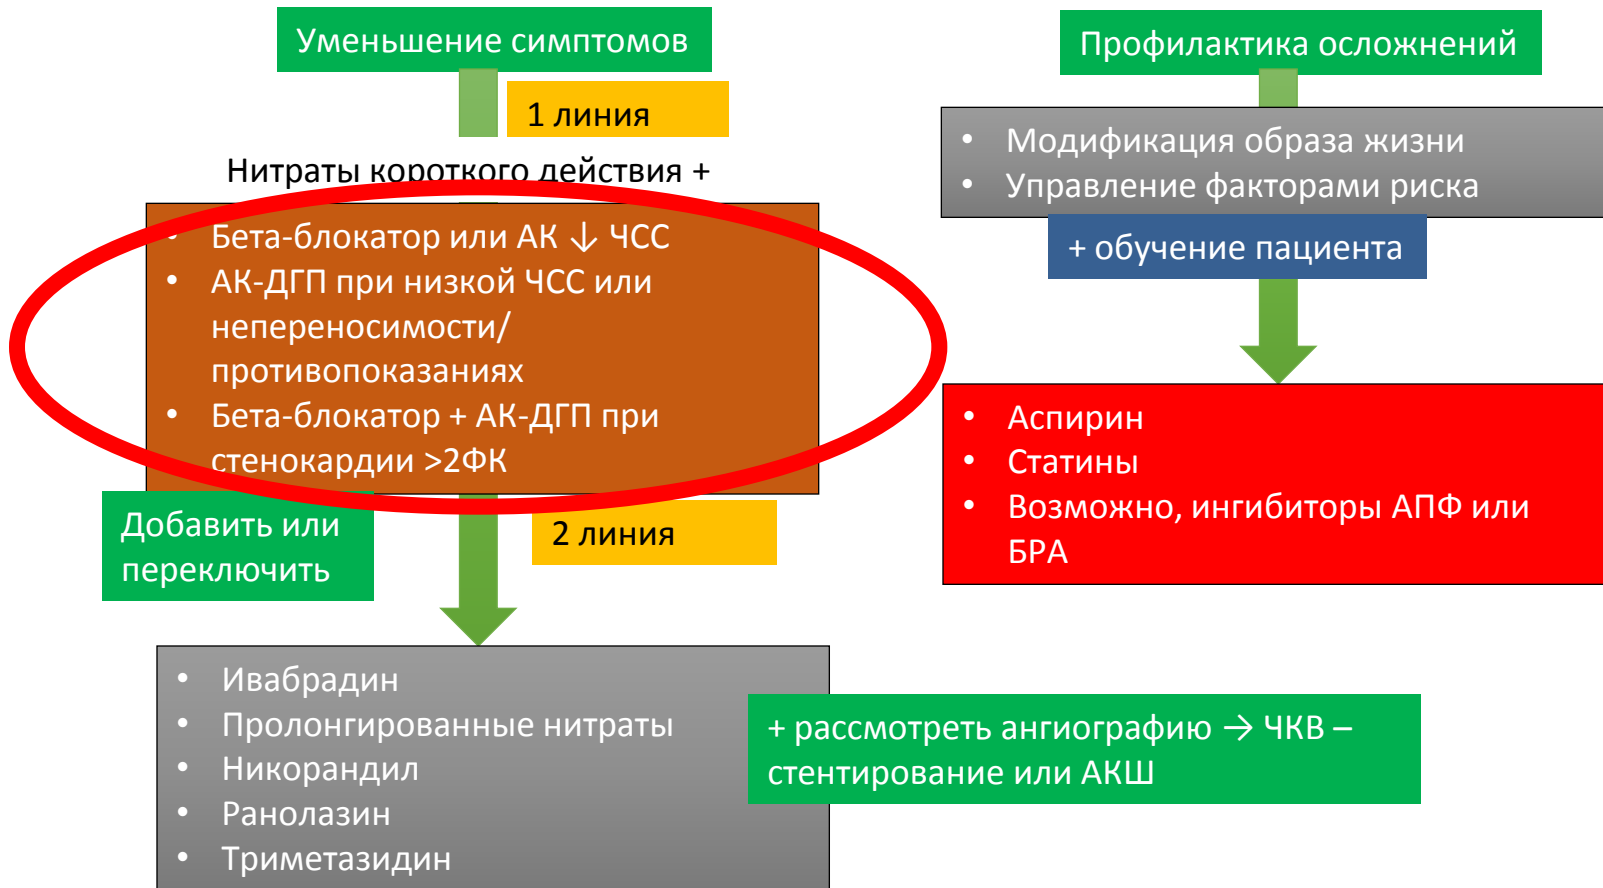 Уменьшение симптомов
1 линия
Нитраты короткого действия +
• Бета-блокатор или АК ↓ ЧСС
• АК-ДГП при низкой ЧСС или
непереносимости/
противопоказаниях
• Бета-блокатор + АК-ДГП при
стенокардии >2ФК
Добавить или
переключить
2 линия
• Ивабрадин
• Пролонгированные нитраты
• Никорандил
• Ранолазин
• Триметазидин
+ рассмотреть ангиографию → ЧКВ –
стентирование или АКШ
Профилактика осложнений
• Модификация образа жизни
• Управление факторами риска
+ обучение пациента
• Аспирин
• Статины
• Возможно, ингибиторы АПФ или
БРА